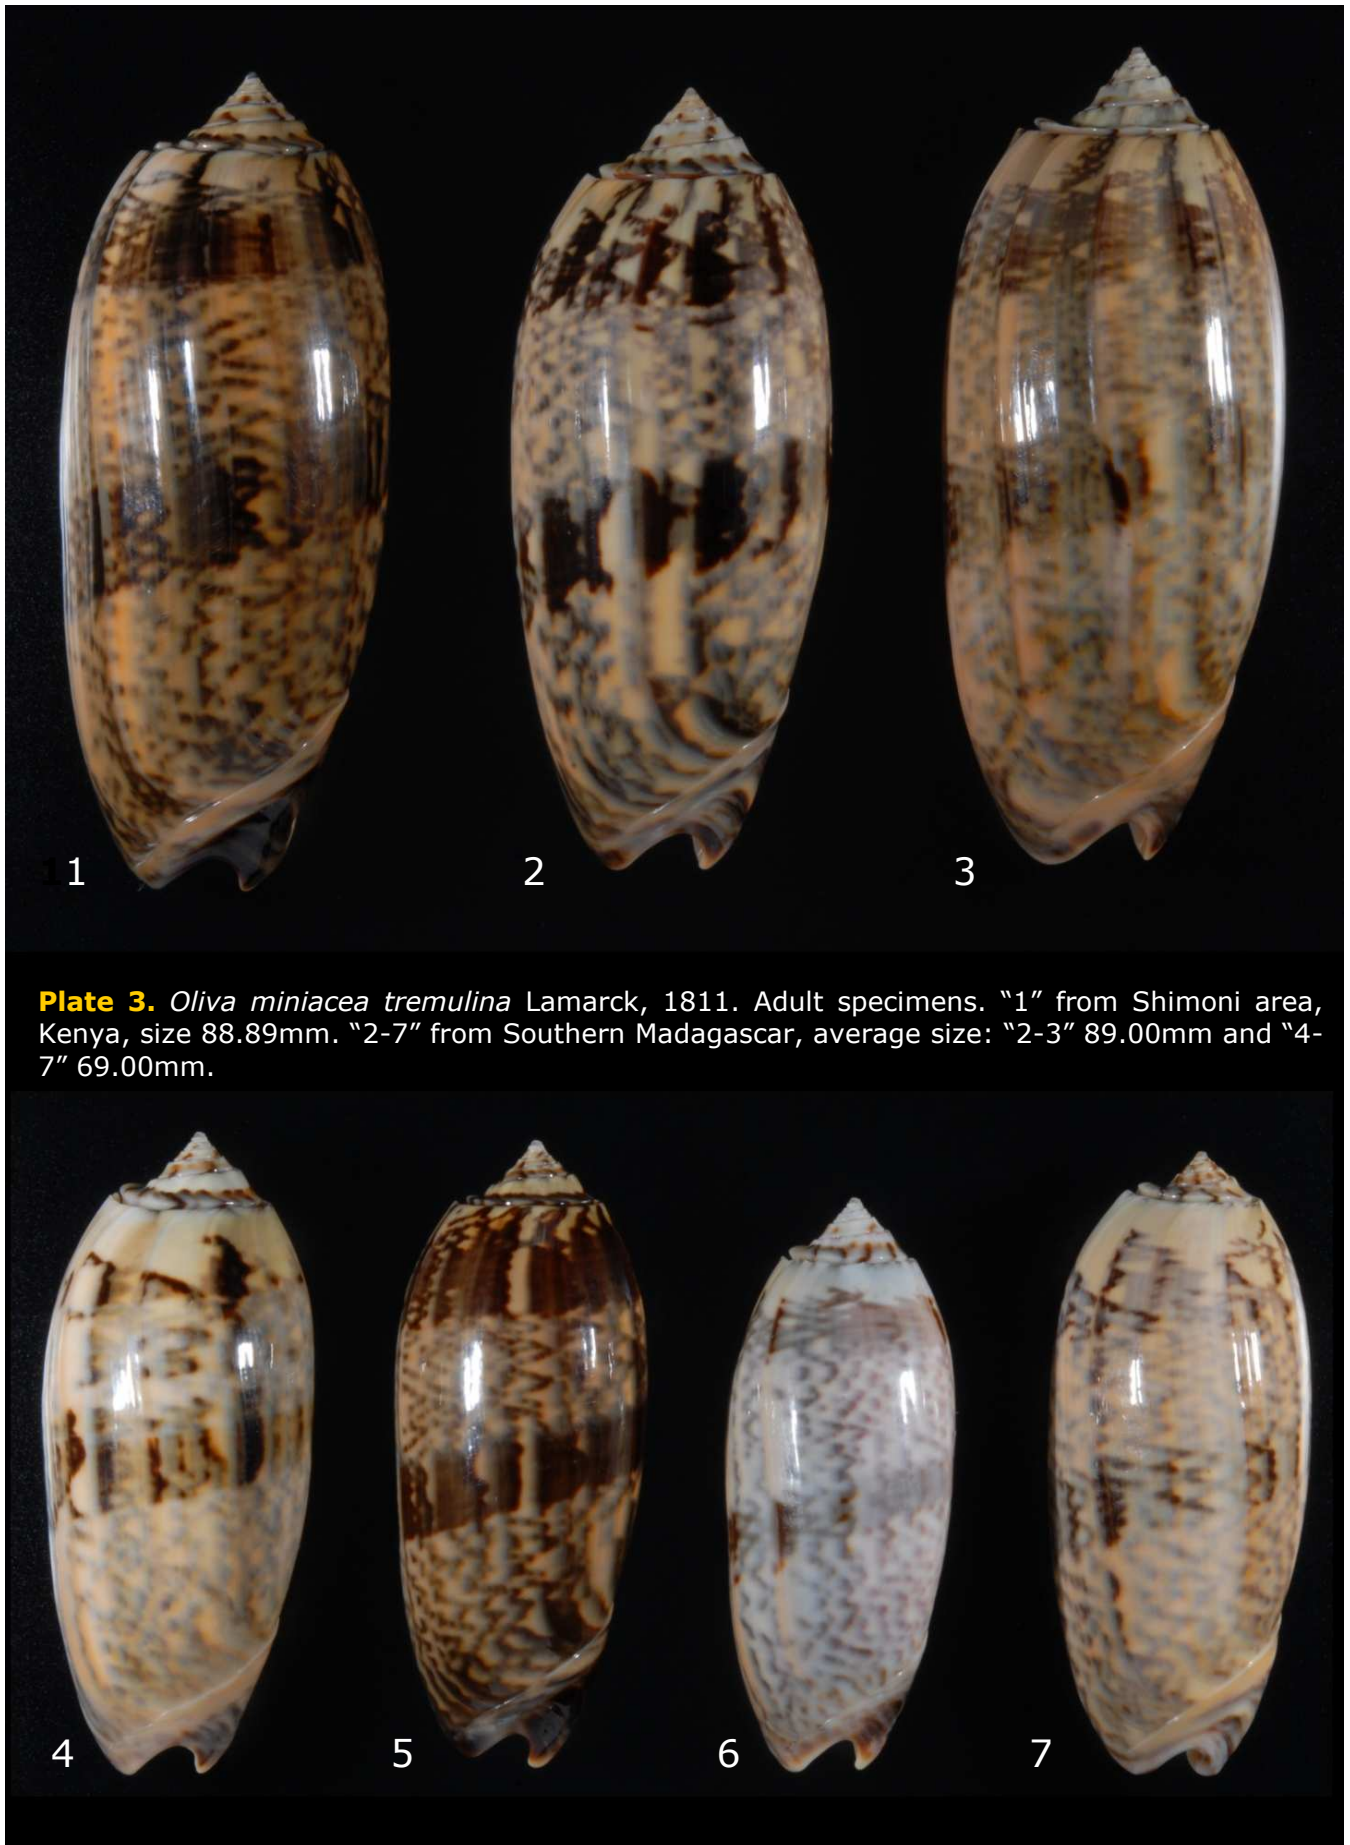 1 2 3
Plate 3. Oliva miniacea tremulina Lamarck, 1811. Adult specimens. “1” from Shimoni area,
Kenya, size 88.89mm. “2-7” from Southern Madagascar, average size: “2-3” 89.00mm and “4-
7” 69.00mm.
4 5 6 7